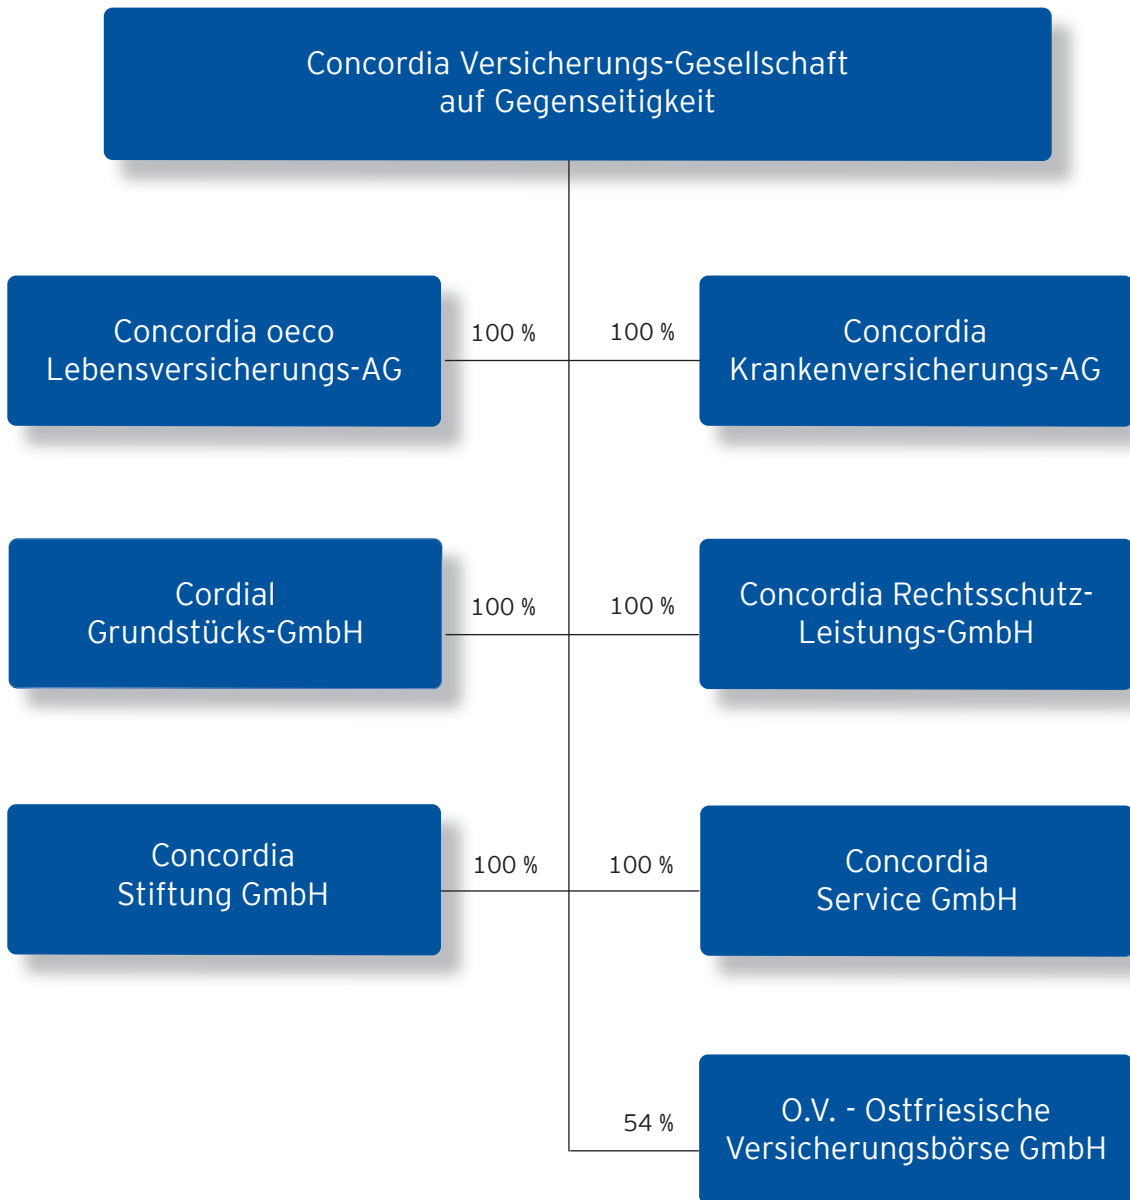 Concordia Versicherungs-Gesellschaft
auf Gegenseitigkeit
Concordia oeco
Lebensversicherungs-AG
100 %
100 %
Concordia
Krankenversicherungs-AG
Cordial
Grundstücks-GmbH
100 %
100 %
Concordia Rechtsschutz-
Leistungs-GmbH
Concordia
Stiftung GmbH
100 %
100 %
Concordia
Service GmbH
54 %
O.V. - Ostfriesische
Versicherungsbörse GmbH